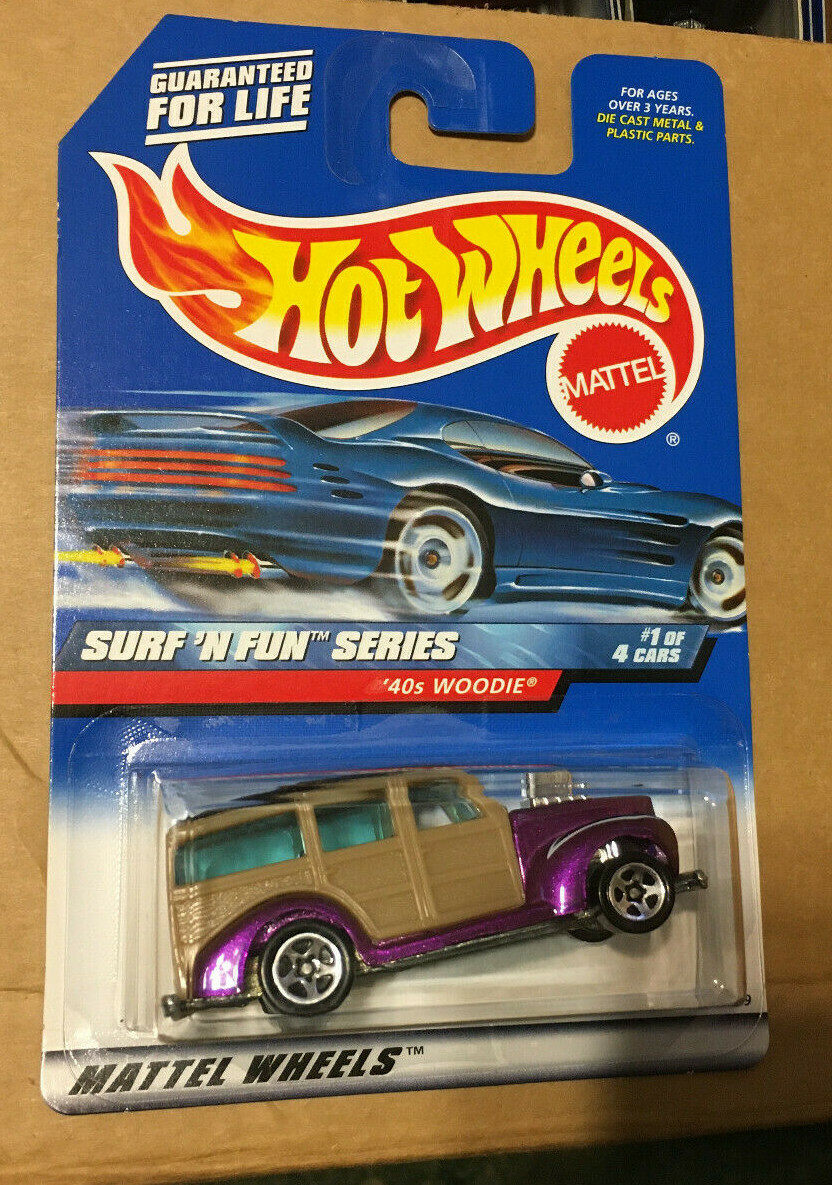 GUARANTEED
FOR LIFE
FOR AGES
OVER 3 YEARS.
DIE CAST METAL &
PLASTIC PARTS.
HOT WHEELS
MATTEL
®
SURF 'N FUN™ SERIES
#1 OF
4 CARS
'40s WOODIE®
9
MATTEL WHEELS™